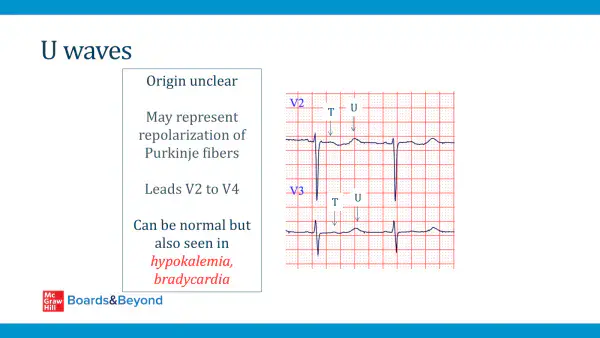 U waves
Origin unclear
May represent
repolarization of
Purkinje fibers
Leads V2 to V4
Can be normal but
also seen in
hypokalemia,
bradycardia
V2
T
U
V3
T
U
Mc
Graw
Hill
Boards&Beyond